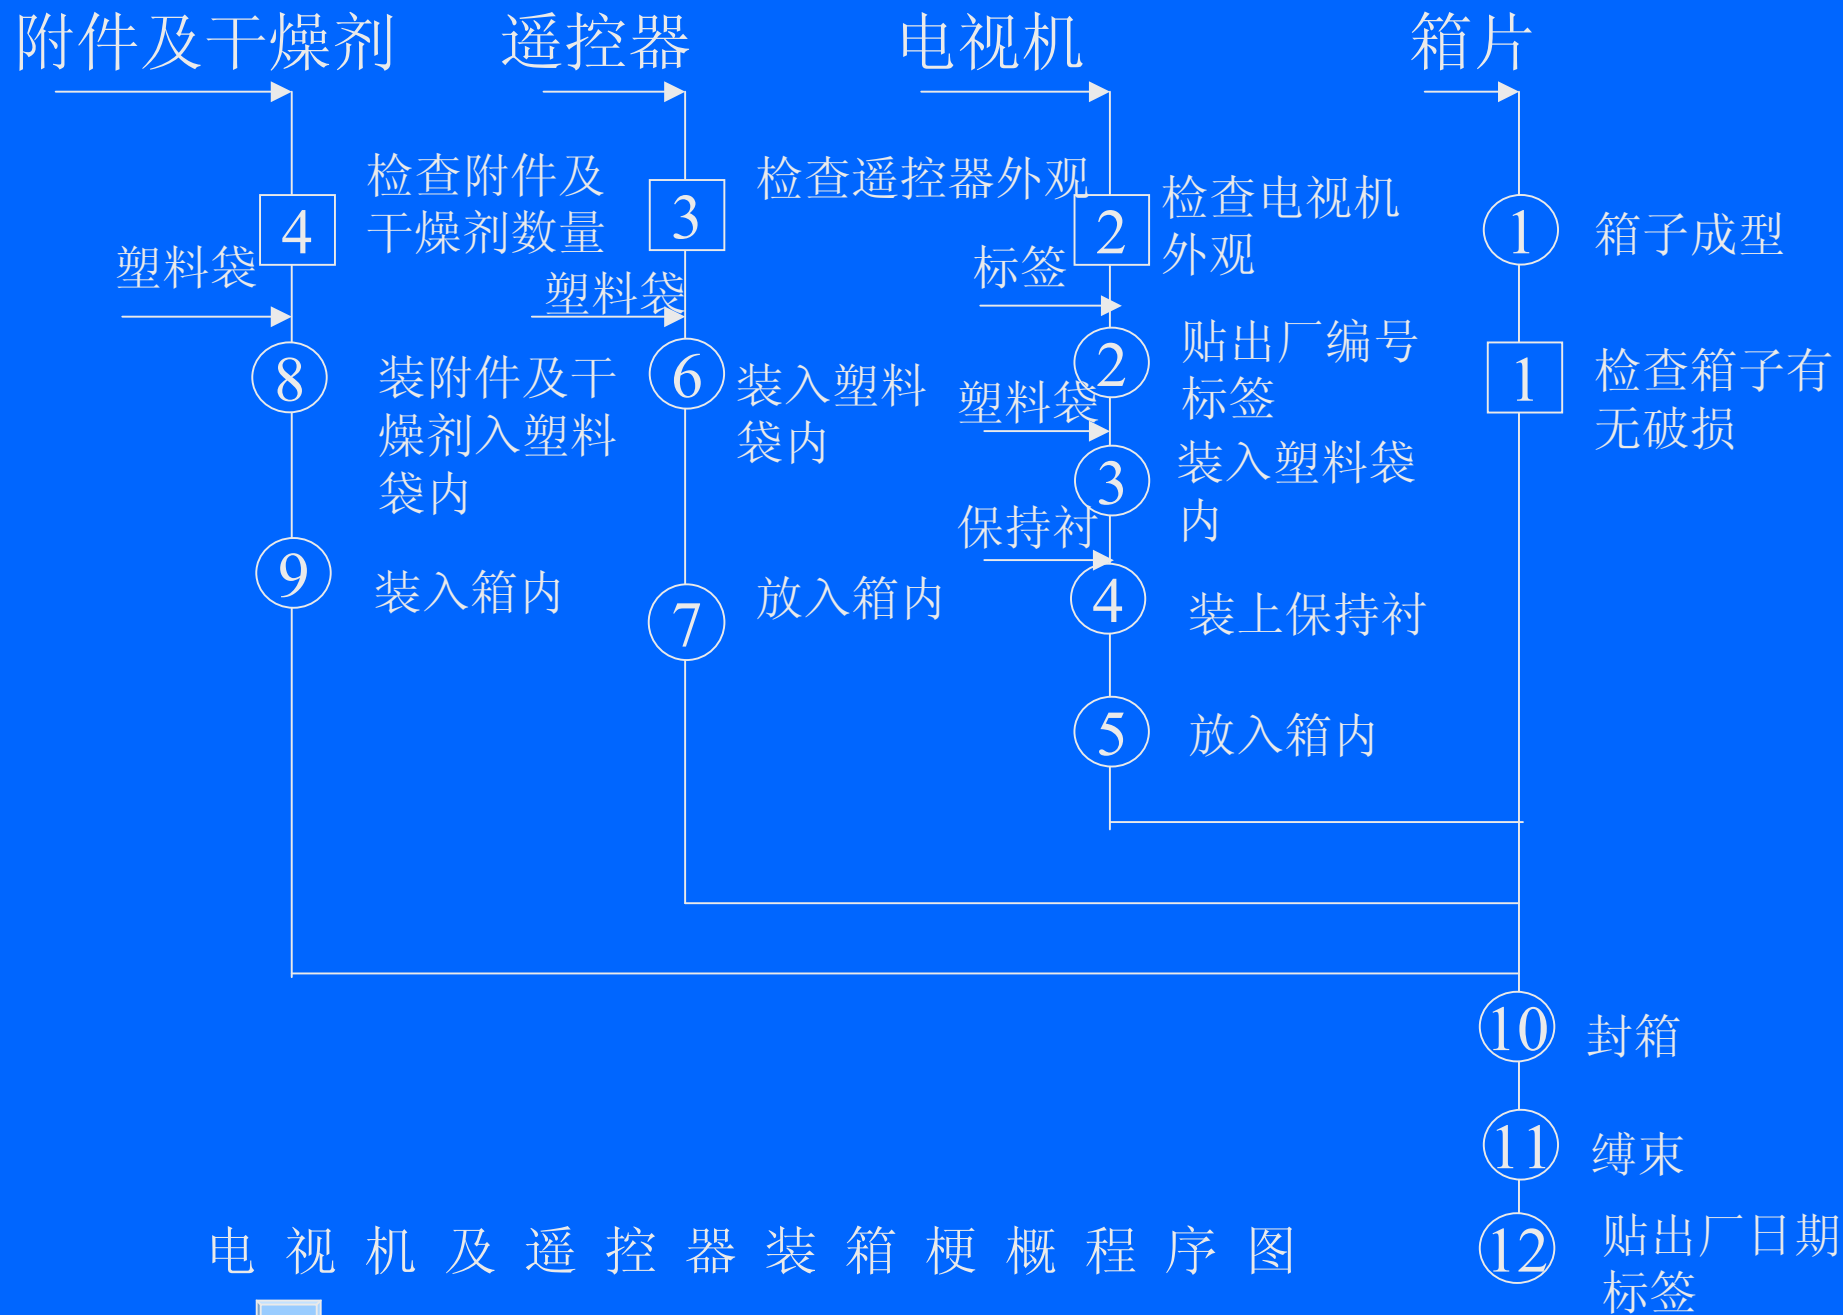 附件及干燥剂
遥控器
电视机
箱片
4
检查附件及
干燥剂数量
塑料袋
8
装附件及干
燥剂入塑料
袋内
9
装入箱内
3
检查遥控器外观
塑料袋
6
装入塑料
袋内
7
放入箱内
2
检查电视机
外观
标签
2
贴出厂编号
标签
塑料袋
3
装入塑料袋
内
保持衬
4
装上保持衬
5
放入箱内
1
箱子成型
1
检查箱子有
无破损
10
封箱
11
缚束
12
贴出厂日期
标签
电视机及遥控器装箱梗概程序图